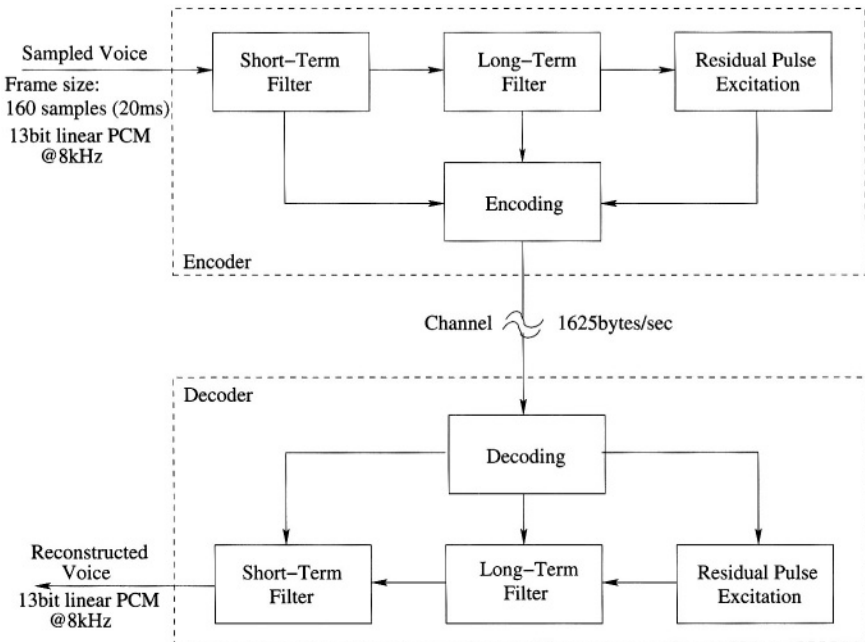 Sampled Voice
Frame size:
160 samples (20ms)
13bit linear PCM
@8kHz
Short−Term
Filter
Long−Term
Filter
Residual Pulse
Excitation
Encoding
Encoder
Channel
1625bytes/sec
Decoder
Decoding
Reconstructed
Voice
13bit linear PCM
@8kHz
Short−Term
Filter
Long−Term
Filter
Residual Pulse
Excitation